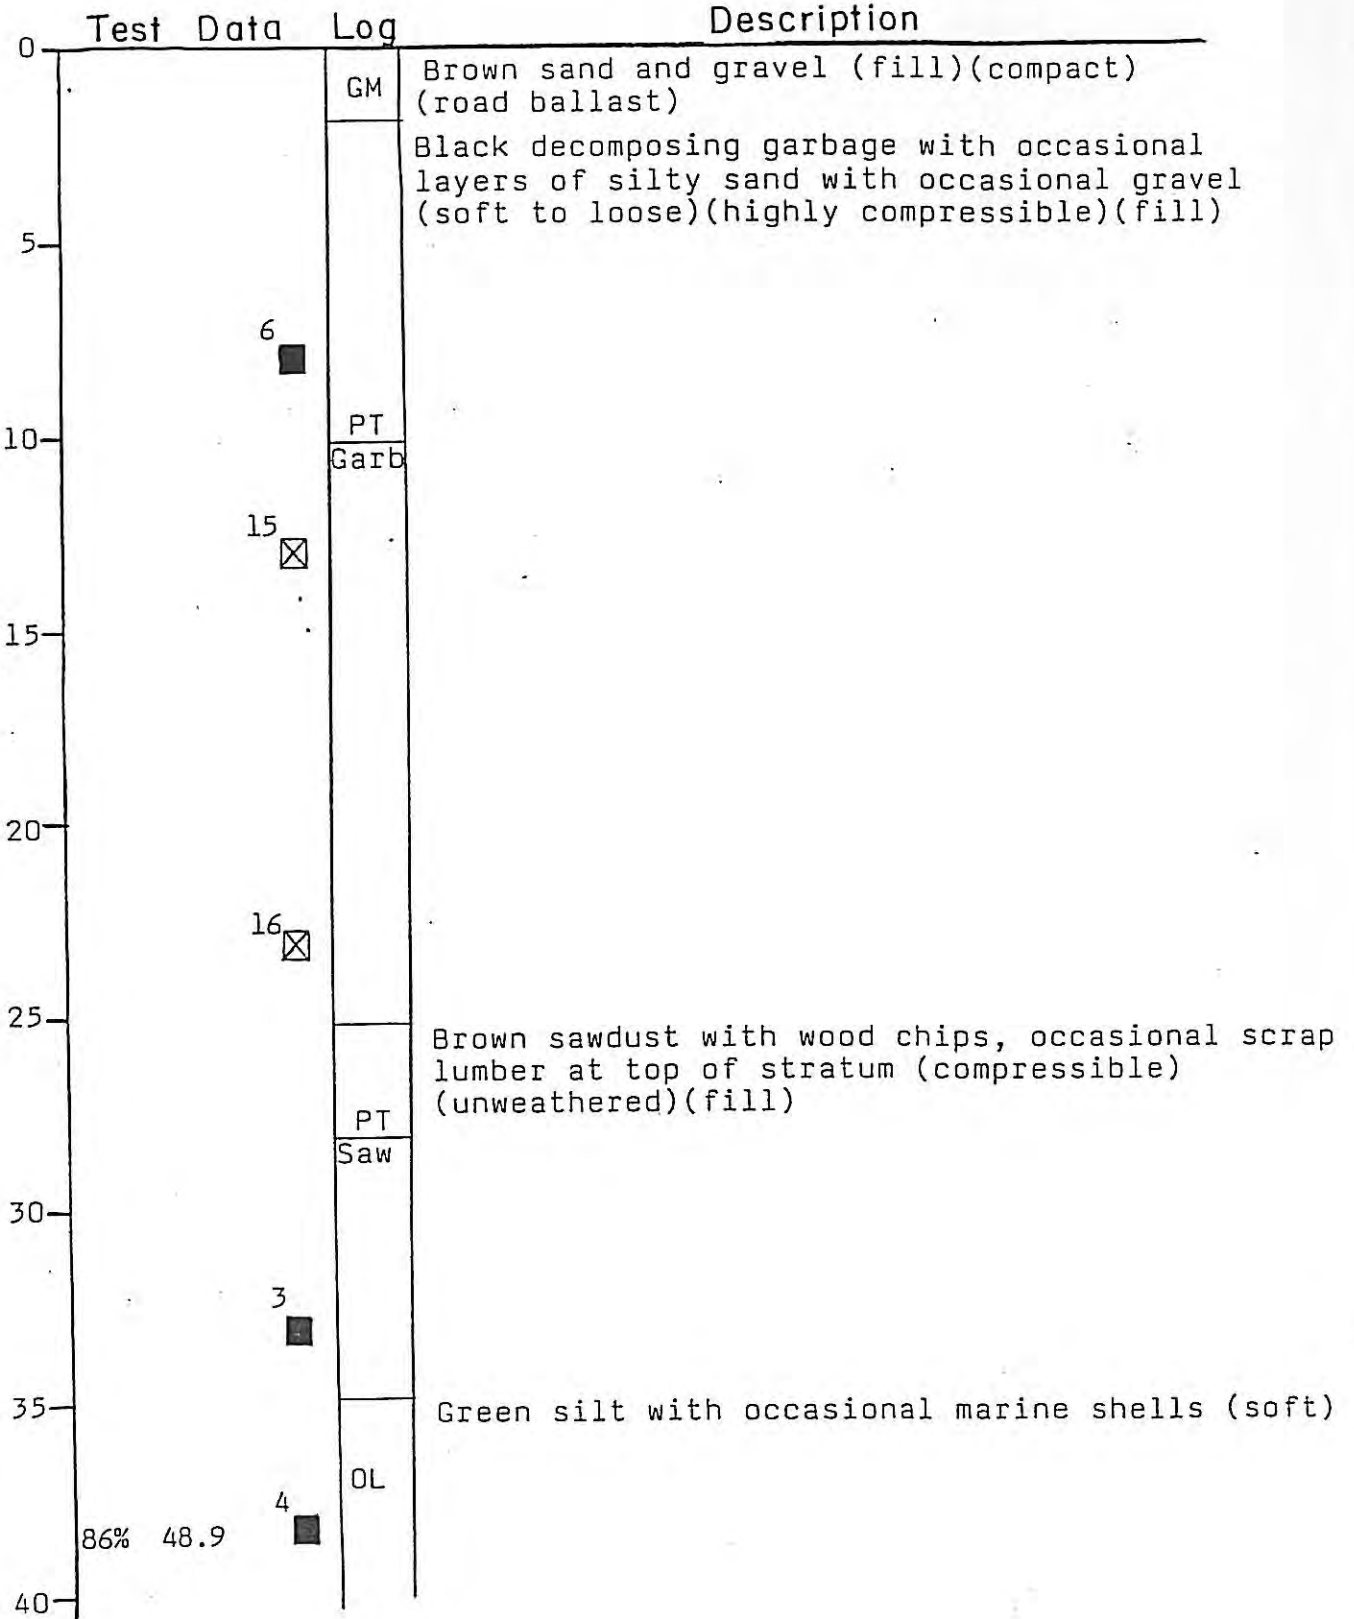 Test Data Log Description
0
GM
Brown sand and gravel (fill)(compact)
(road ballast)
Black decomposing garbage with occasional
layers of silty sand with occasional gravel
(soft to loose)(highly compressible)(fill)
5
6
PT
10
Garb
15
15
20
16
25
Brown sawdust with wood chips, occasional scrap
lumber at top of stratum (compressible)
(unweathered)(fill)
PT
Saw
30
3
35
Green silt with occasional marine shells (soft)
OL
4
86% 48.9
40